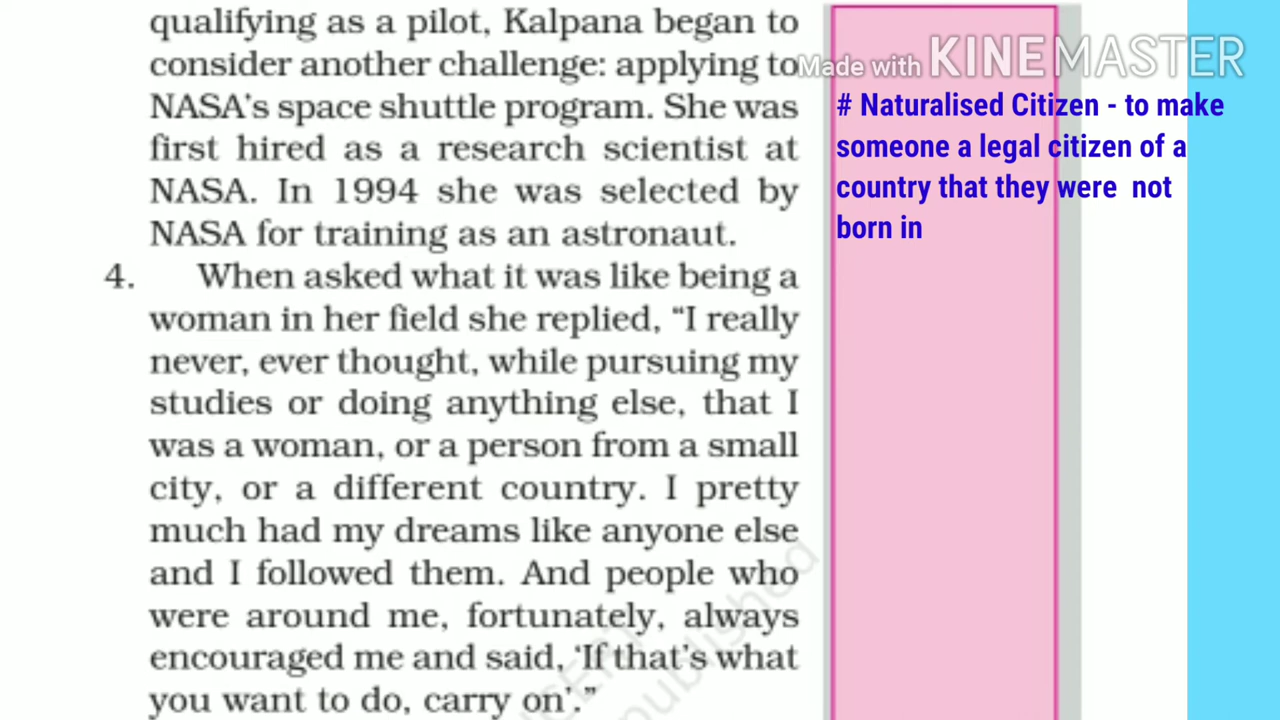 qualifying as a pilot, Kalpana began to
consider another challenge: applying to
NASA's space shuttle program. She was
first hired as a research scientist at
NASA. In 1994 she was selected by
NASA for training as an astronaut.
4. When asked what it was like being a
woman in her field she replied, “I really
never, ever thought, while pursuing my
studies or doing anything else, that I
was a woman, or a person from a small
city, or a different country. I pretty
much had my dreams like anyone else
and I followed them. And people who
were around me, fortunately, always
encouraged me and said, ‘If that's what
you want to do, carry on’.”
Made with KINEMASTER
# Naturalised Citizen - to make
someone a legal citizen of a
country that they were not
born in
NCERT
published